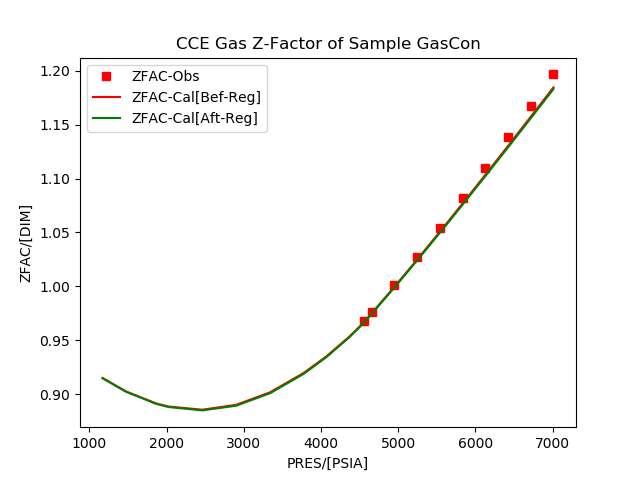 CCE Gas Z-Factor of Sample GasCon
ZFAC-Obs
ZFAC-Cal[Bef-Reg]
ZFAC-Cal[Aft-Reg]
1.20
1.15
1.10
1.05
1.00
0.95
0.90
ZFAC/[DIM]
1000 2000 3000 4000 5000 6000 7000
PRES/[PSIA]